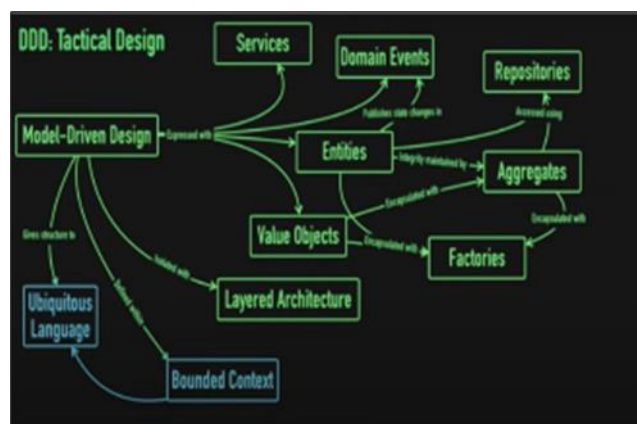 DDD: Tactical Design
Services
Domain Events
Repositories
Publishes state changes in
Accessed using
Model-Driven Design
Expressed with
Entities
Integrity maintained by
Aggregates
Encapsulated with
Encapsulated with
Value Objects
Encapsulated with
Factories
Gives structure to
Isolated with
Defined within
Ubiquitous
Language
Layered Architecture
Bounded Context